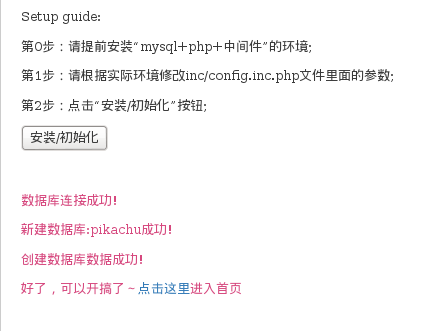 Setup guide:
第0步：请提前安装“mysql+php+中间件”的环境;
第1步：请根据实际环境修改inc/config.inc.php文件里面的参数;
第2步：点击“安装/初始化”按钮;
安装/初始化
数据库连接成功!
新建数据库:pikachu成功!
创建数据库数据成功!
好了，可以开搞了~点击这里进入首页